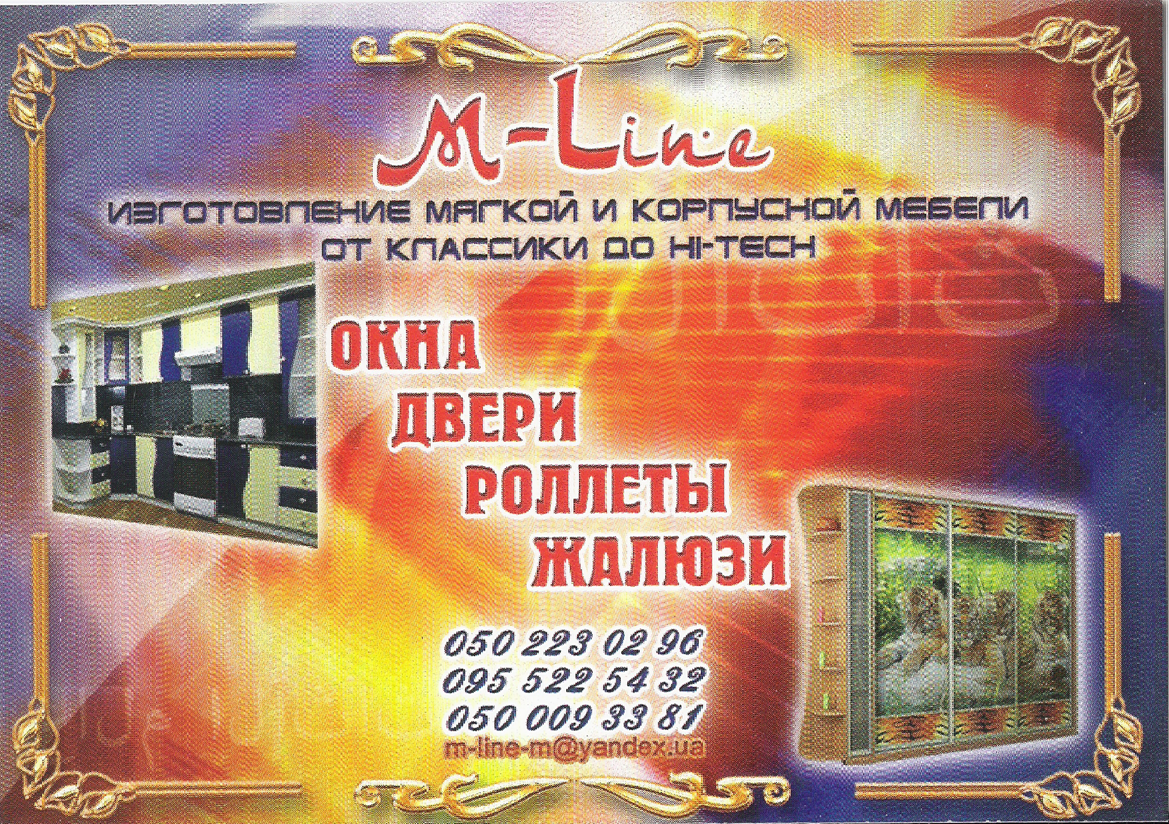 M-Line
ИЗГОТОВЛЕНИЕ МЯГКОЙ И КОРПУСНОЙ МЕБЕЛИ
ОТ КЛАССИКИ ДО HI-TECH
ОКНА
ДВЕРИ
РОЛЛЕТЫ
ЖАЛЮЗИ
050 223 02 96
095 522 54 32
050 009 33 81
m-line-m@yandex.ua